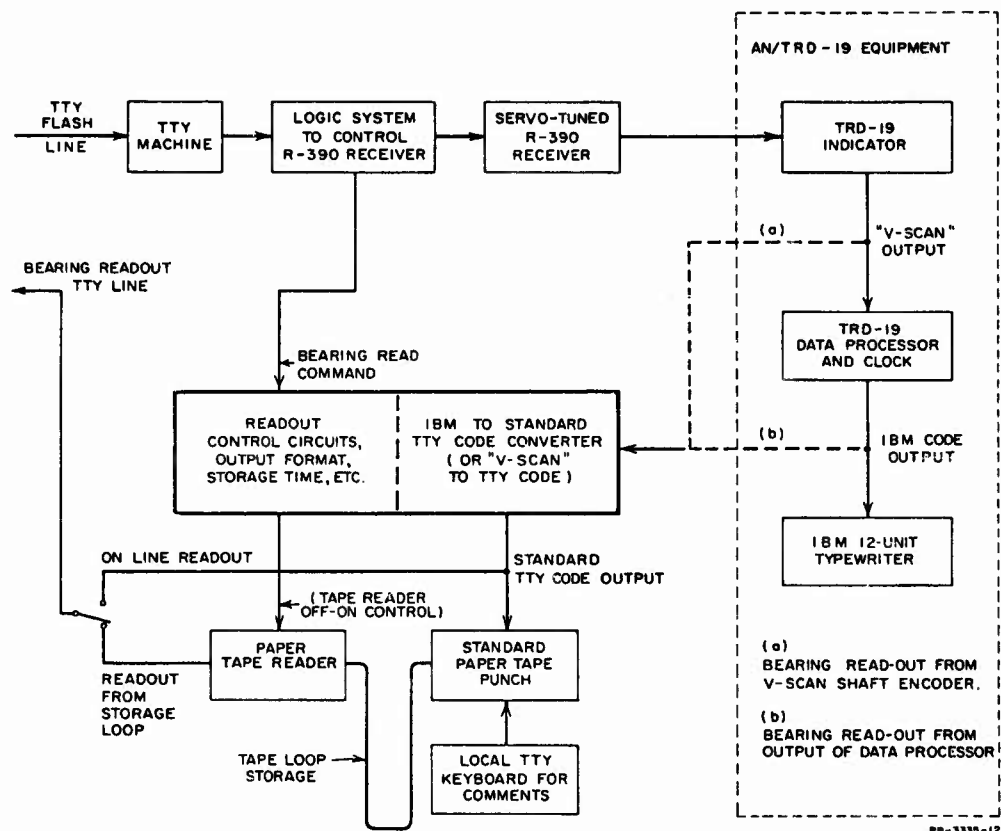 AN/TRD-19 EQUIPMENT
TTY
FLASH
LINE
TTY
MACHINE
LOGIC SYSTEM
TO CONTROL
R-390 RECEIVER
SERVO-TUNED
R-390
RECEIVER
TRD-19
INDICATOR
(a)
"V-SCAN"
OUTPUT
BEARING READOUT
TTY LINE
TRD-19
DATA PROCESSOR
AND CLOCK
BEARING READ
COMMAND
READOUT
CONTROL CIRCUITS,
OUTPUT FORMAT,
STORAGE TIME, ETC.
IBM TO STANDARD
TTY CODE CONVERTER
(OR "V-SCAN"
TO TTY CODE)
(b)
IBM CODE
OUTPUT
IBM 12-UNIT
TYPEWRITER
ON LINE READOUT
STANDARD
TTY CODE OUTPUT
(TAPE READER
OFF-ON CONTROL)
PAPER
TAPE READER
STANDARD
PAPER TAPE
PUNCH
READOUT
FROM
STORAGE
LOOP
TAPE LOOP
STORAGE
LOCAL TTY
KEYBOARD FOR
COMMENTS
(a)
BEARING READ-OUT FROM
V-SCAN SHAFT ENCODER.
(b)
BEARING READ-OUT FROM
OUTPUT OF DATA PROCESSOR